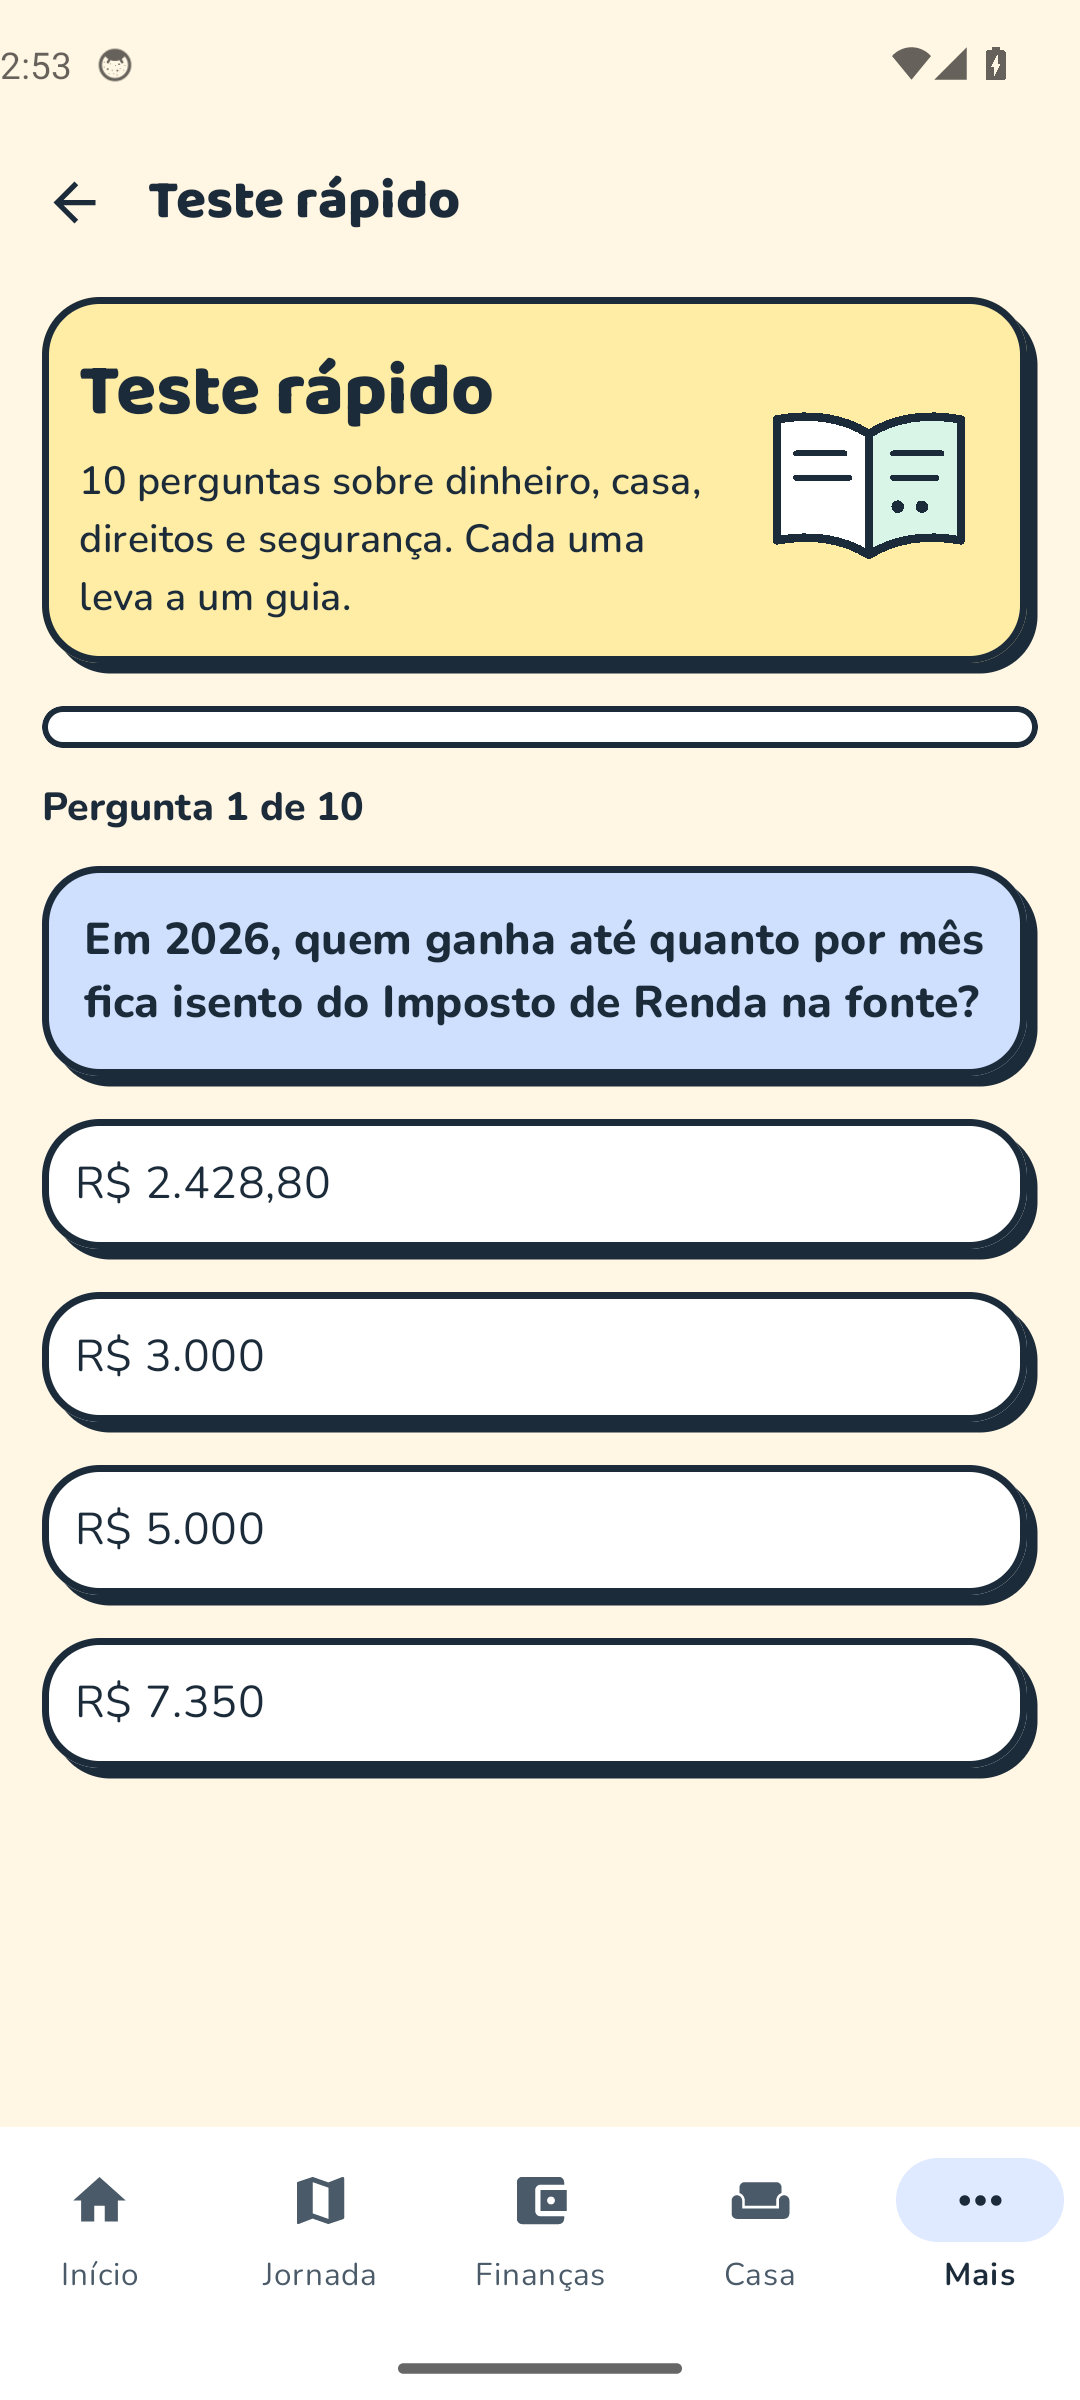 2:53
Teste rápido
Teste rápido
10 perguntas sobre dinheiro, casa,
direitos e segurança. Cada uma
leva a um guia.
Pergunta 1 de 10
Em 2026, quem ganha até quanto por mês
fica isento do Imposto de Renda na fonte?
R$ 2.428,80
R$ 3.000
R$ 5.000
R$ 7.350
Início
Jornada
Finanças
Casa
Mais